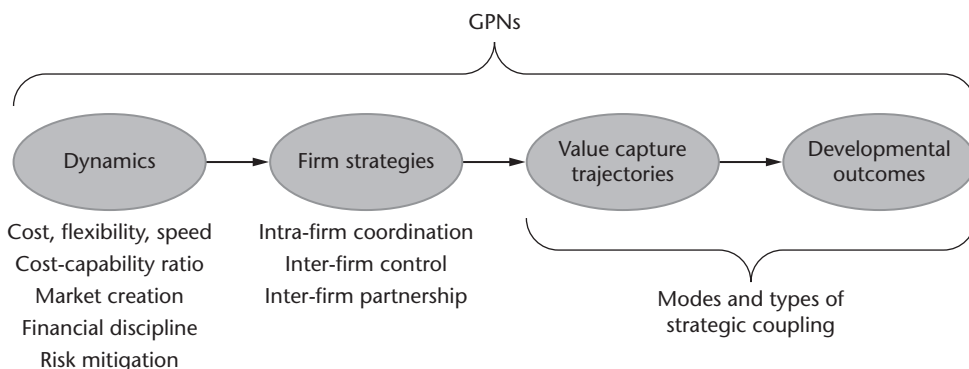 GPNs
Dynamics
Firm strategies
Value capture
trajectories
Developmental
outcomes
Cost, flexibility, speed
Cost-capability ratio
Market creation
Financial discipline
Risk mitigation
Intra-firm coordination
Inter-firm control
Inter-firm partnership
Modes and types of
strategic coupling